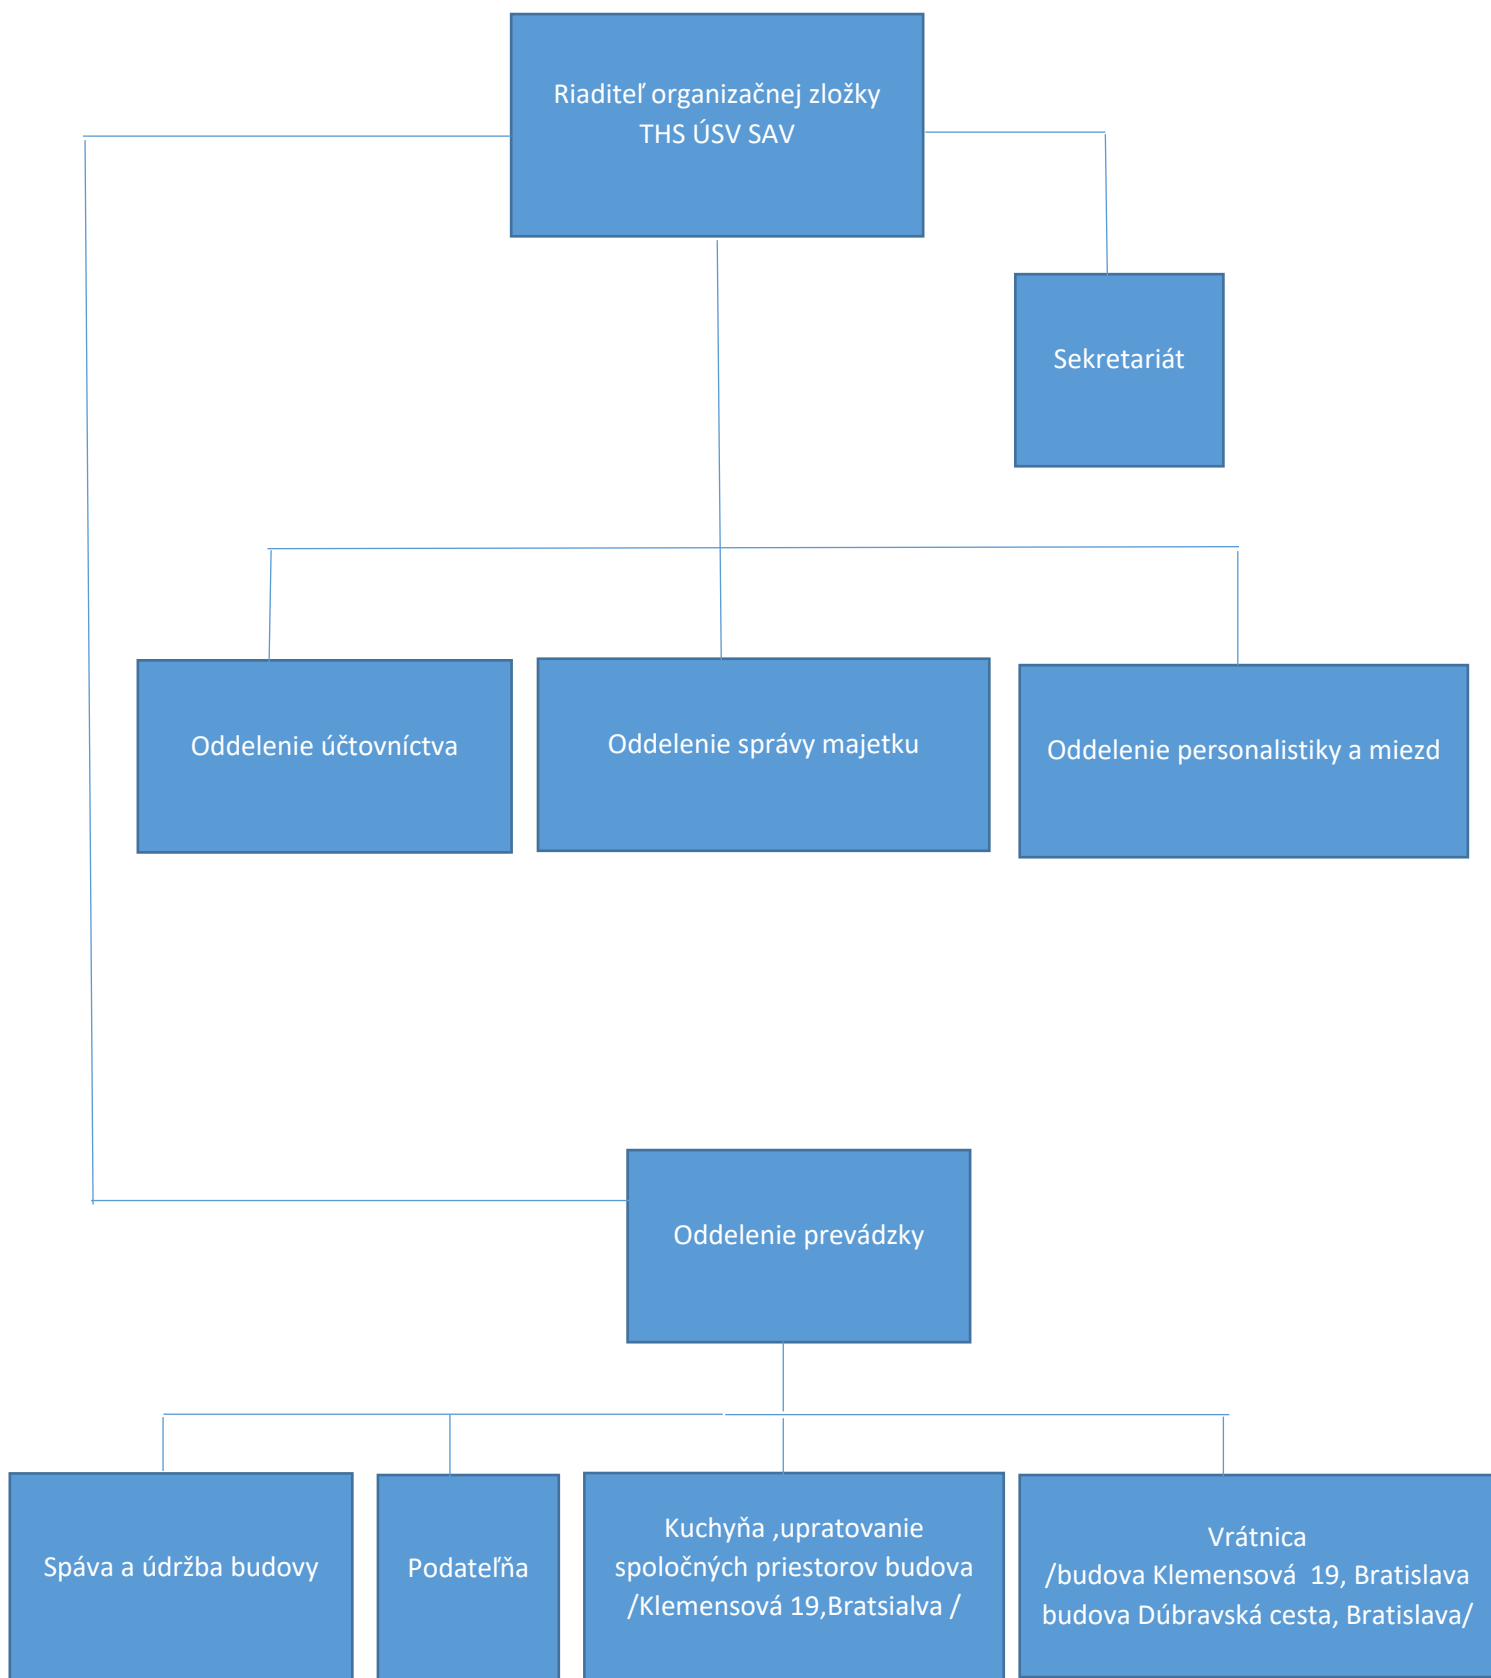 Riaditeľ organizačnej zložky
THS ÚSV SAV
Sekretariát
Oddelenie účtovníctva
Oddelenie správy majetku
Oddelenie personalistiky a miezd
Oddelenie prevádzky
Spáva a údržba budovy
Podateľňa
Kuchyňa ,upratovanie
spoločných priestorov budova
/Klemensová 19,Bratsialva /
Vrátnica
/budova Klemensová  19, Bratislava
budova Dúbravská cesta, Bratislava/